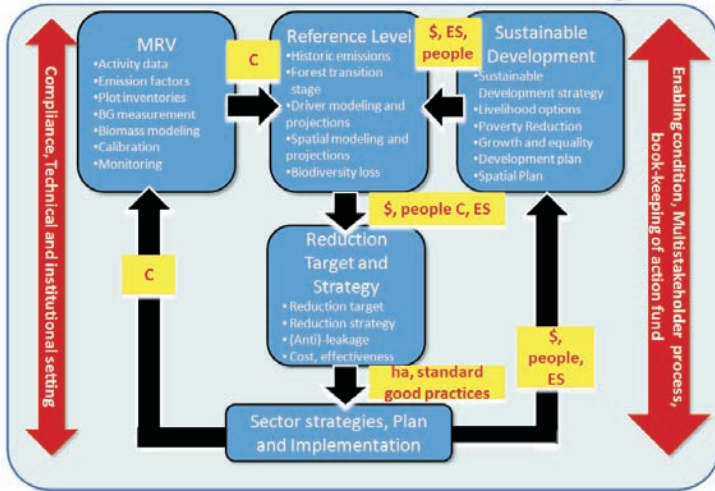 MRV
•Activity data
•Emission factors
•Plot inventories
•BG measurement
•Biomass modeling
•Calibration
•Monitoring
C
Reference Level
•Historic emissions
•Forest transition
stage
•Driver modeling and
projections
•Spatial modeling and
projections
•Biodiversity loss
$, ES,
people
Sustainable
Development
•Sustainable
Development strategy
•Livelihood options
•Poverty Reduction
•Growth and equality
•Development plan
•Spatial Plan
Compliance, Technical and institutional setting
Enabling condition, Multistakeholder process,
book-keeping of action fund
$, people C, ES
Reduction
Target and
Strategy
•Reduction target
•Reduction strategy
•(Anti)-leakage
•Cost, effectiveness
C
$,
people,
ES
ha, standard
good practices
Sector strategies, Plan
and Implementation